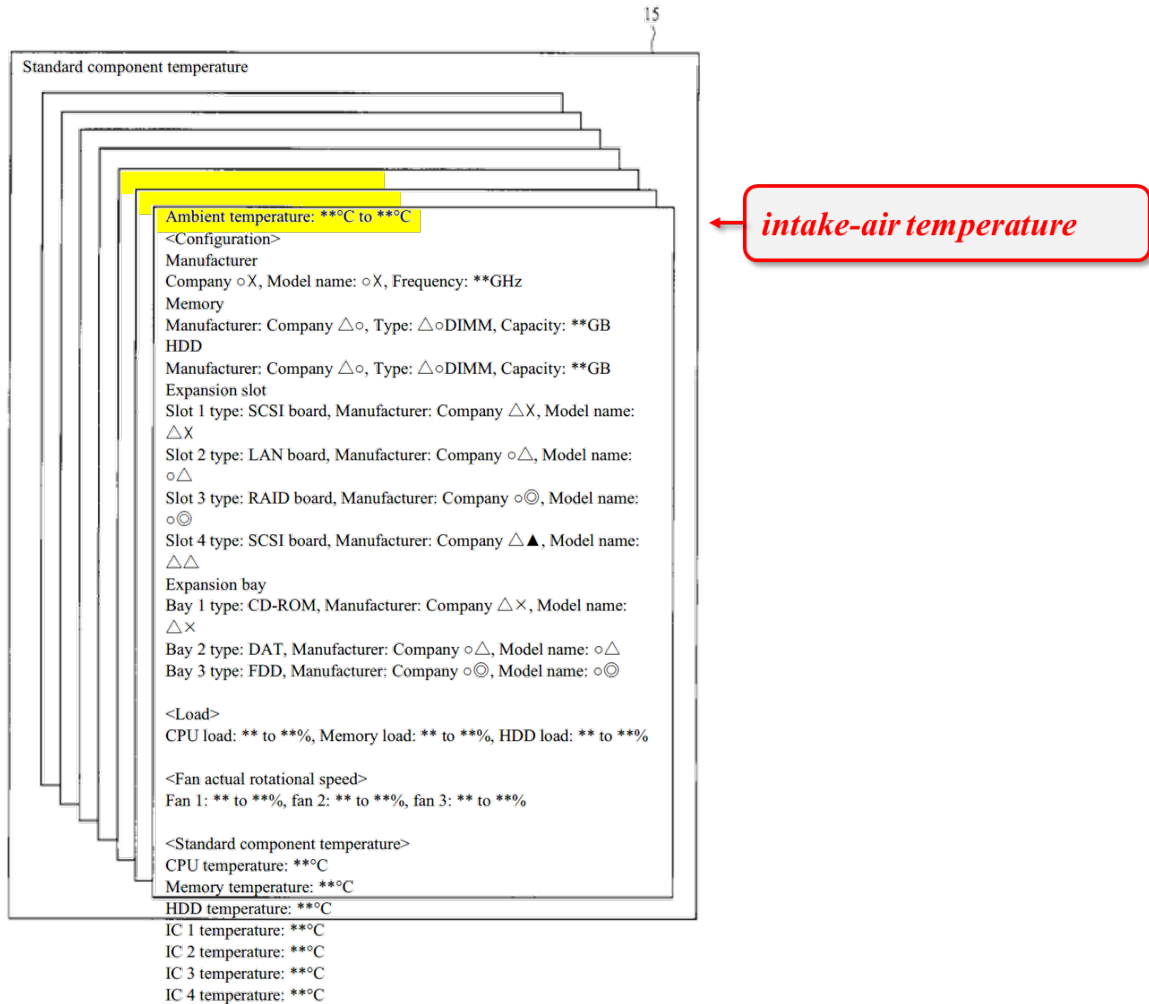 15
Standard component temperature
Ambient temperature: **°C to **°C
intake-air temperature
<Configuration>
Manufacturer
Company ○X, Model name: ○X, Frequency: **GHz
Memory
Manufacturer: Company △○, Type: △○DIMM, Capacity: **GB
HDD
Manufacturer: Company △○, Type: △○DIMM, Capacity: **GB
Expansion slot
Slot 1 type: SCSI board, Manufacturer: Company △X, Model name:
△X
Slot 2 type: LAN board, Manufacturer: Company ○△, Model name:
○△
Slot 3 type: RAID board, Manufacturer: Company ○◎, Model name:
○◎
Slot 4 type: SCSI board, Manufacturer: Company △▲, Model name:
△△
Expansion bay
Bay 1 type: CD-ROM, Manufacturer: Company △×, Model name:
△×
Bay 2 type: DAT, Manufacturer: Company ○△, Model name: ○△
Bay 3 type: FDD, Manufacturer: Company ○◎, Model name: ○◎
<Load>
CPU load: ** to **%, Memory load: ** to **%, HDD load: ** to **%
<Fan actual rotational speed>
Fan 1: ** to **%, fan 2: ** to **%, fan 3: ** to **%
<Standard component temperature>
CPU temperature: **°C
Memory temperature: **°C
HDD temperature: **°C
IC 1 temperature: **°C
IC 2 temperature: **°C
IC 3 temperature: **°C
IC 4 temperature: **°C